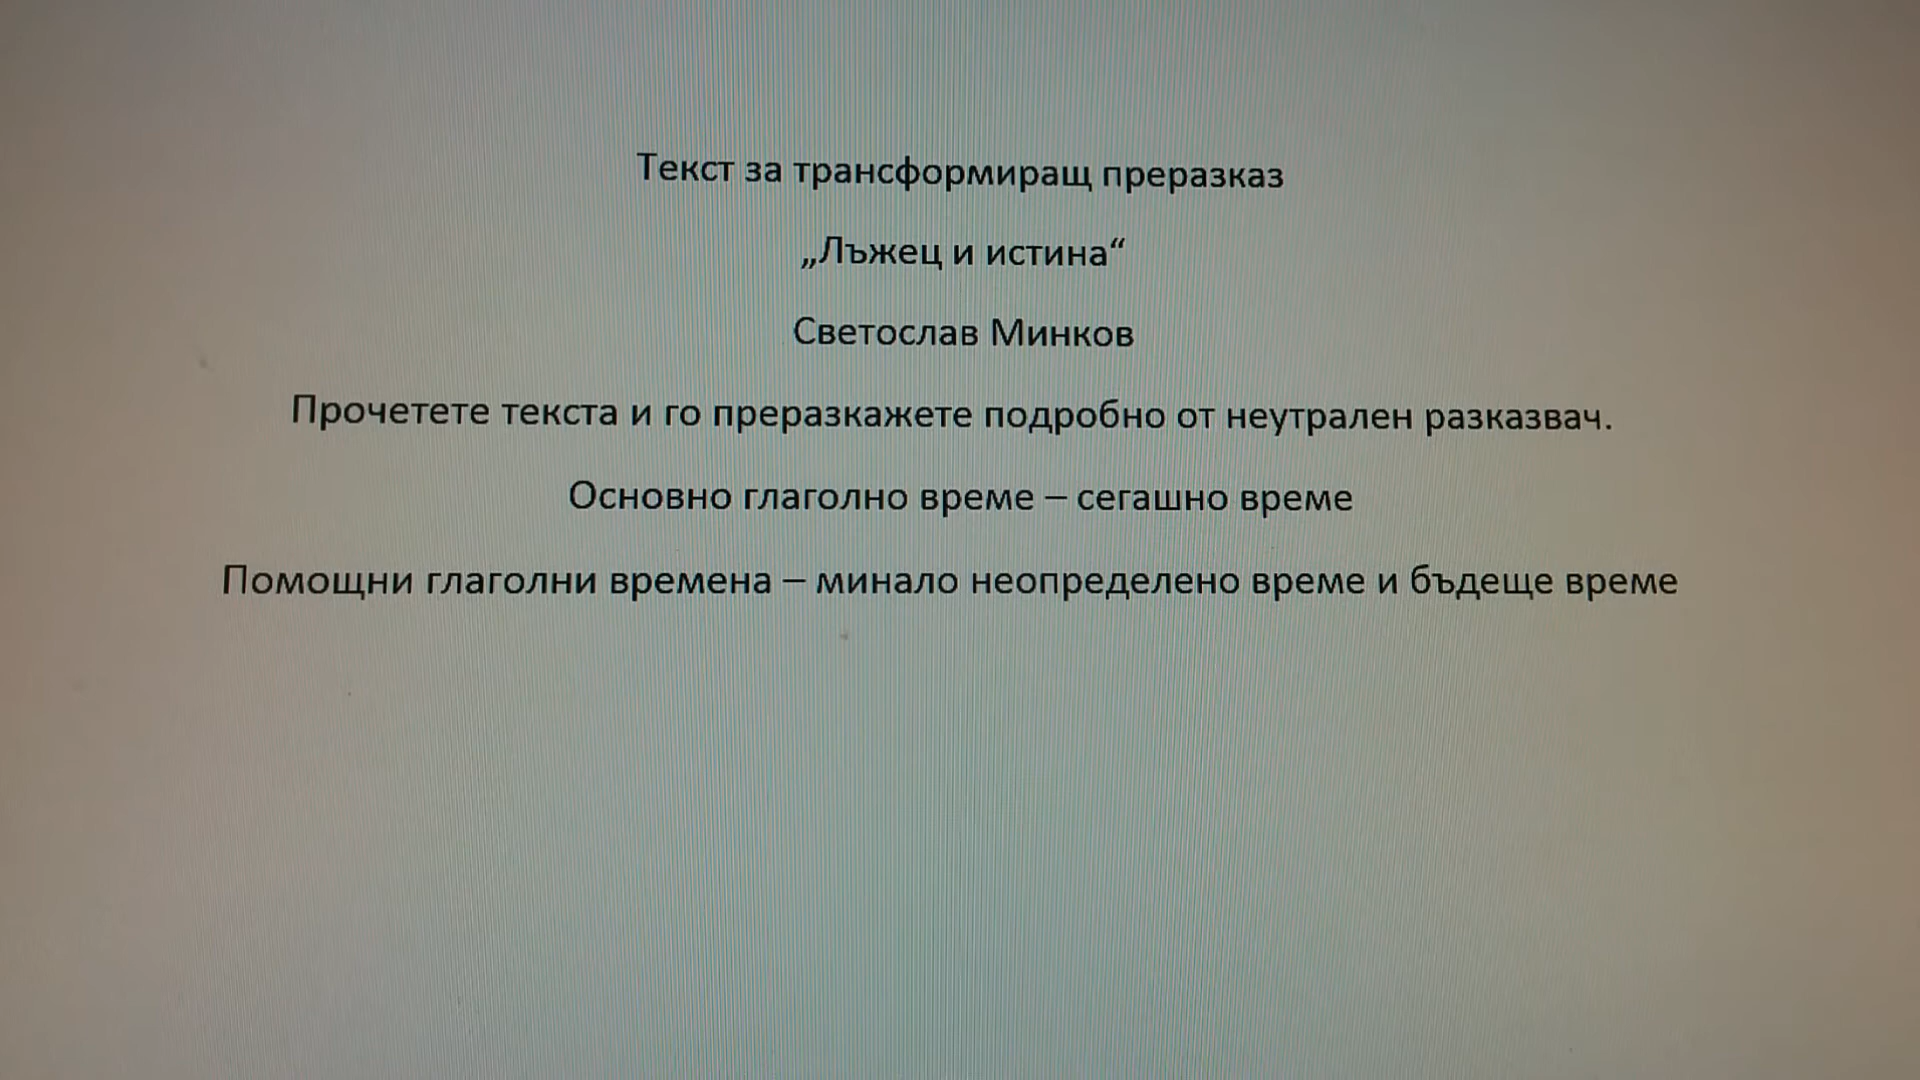 Текст за трансформиращ преразказ
„Лъжец и истина“
Светослав Минков
Прочетете текста и го преразкажете подробно от неутрален разказвач.
Основно глаголно време – сегашно време
Помощни глаголни времена – минало неопределено време и бъдеще време